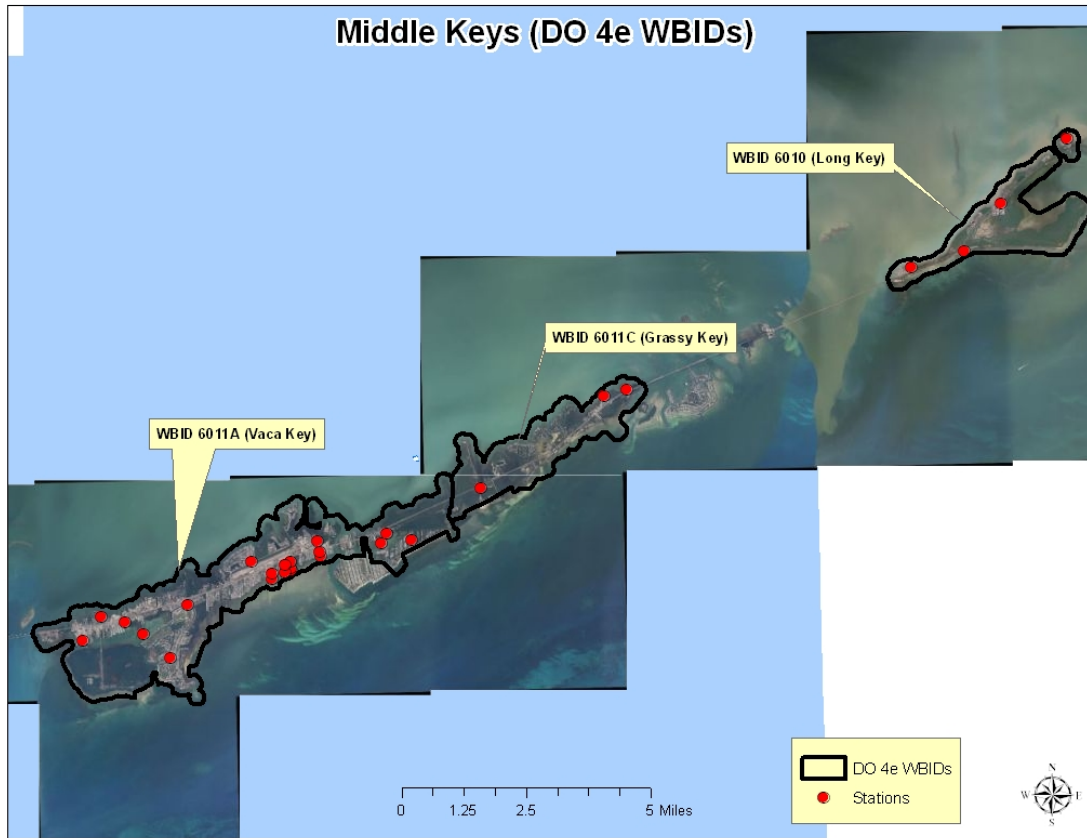 Middle Keys (DO 4e WBIDs)
WBID 6010 (Long Key)
WBID 6011C (Grassy Key)
WBID 6011A (Vaca Key)
DO 4e WBIDs
Stations
0 1.25 2.5 5 Miles
N
W E
S